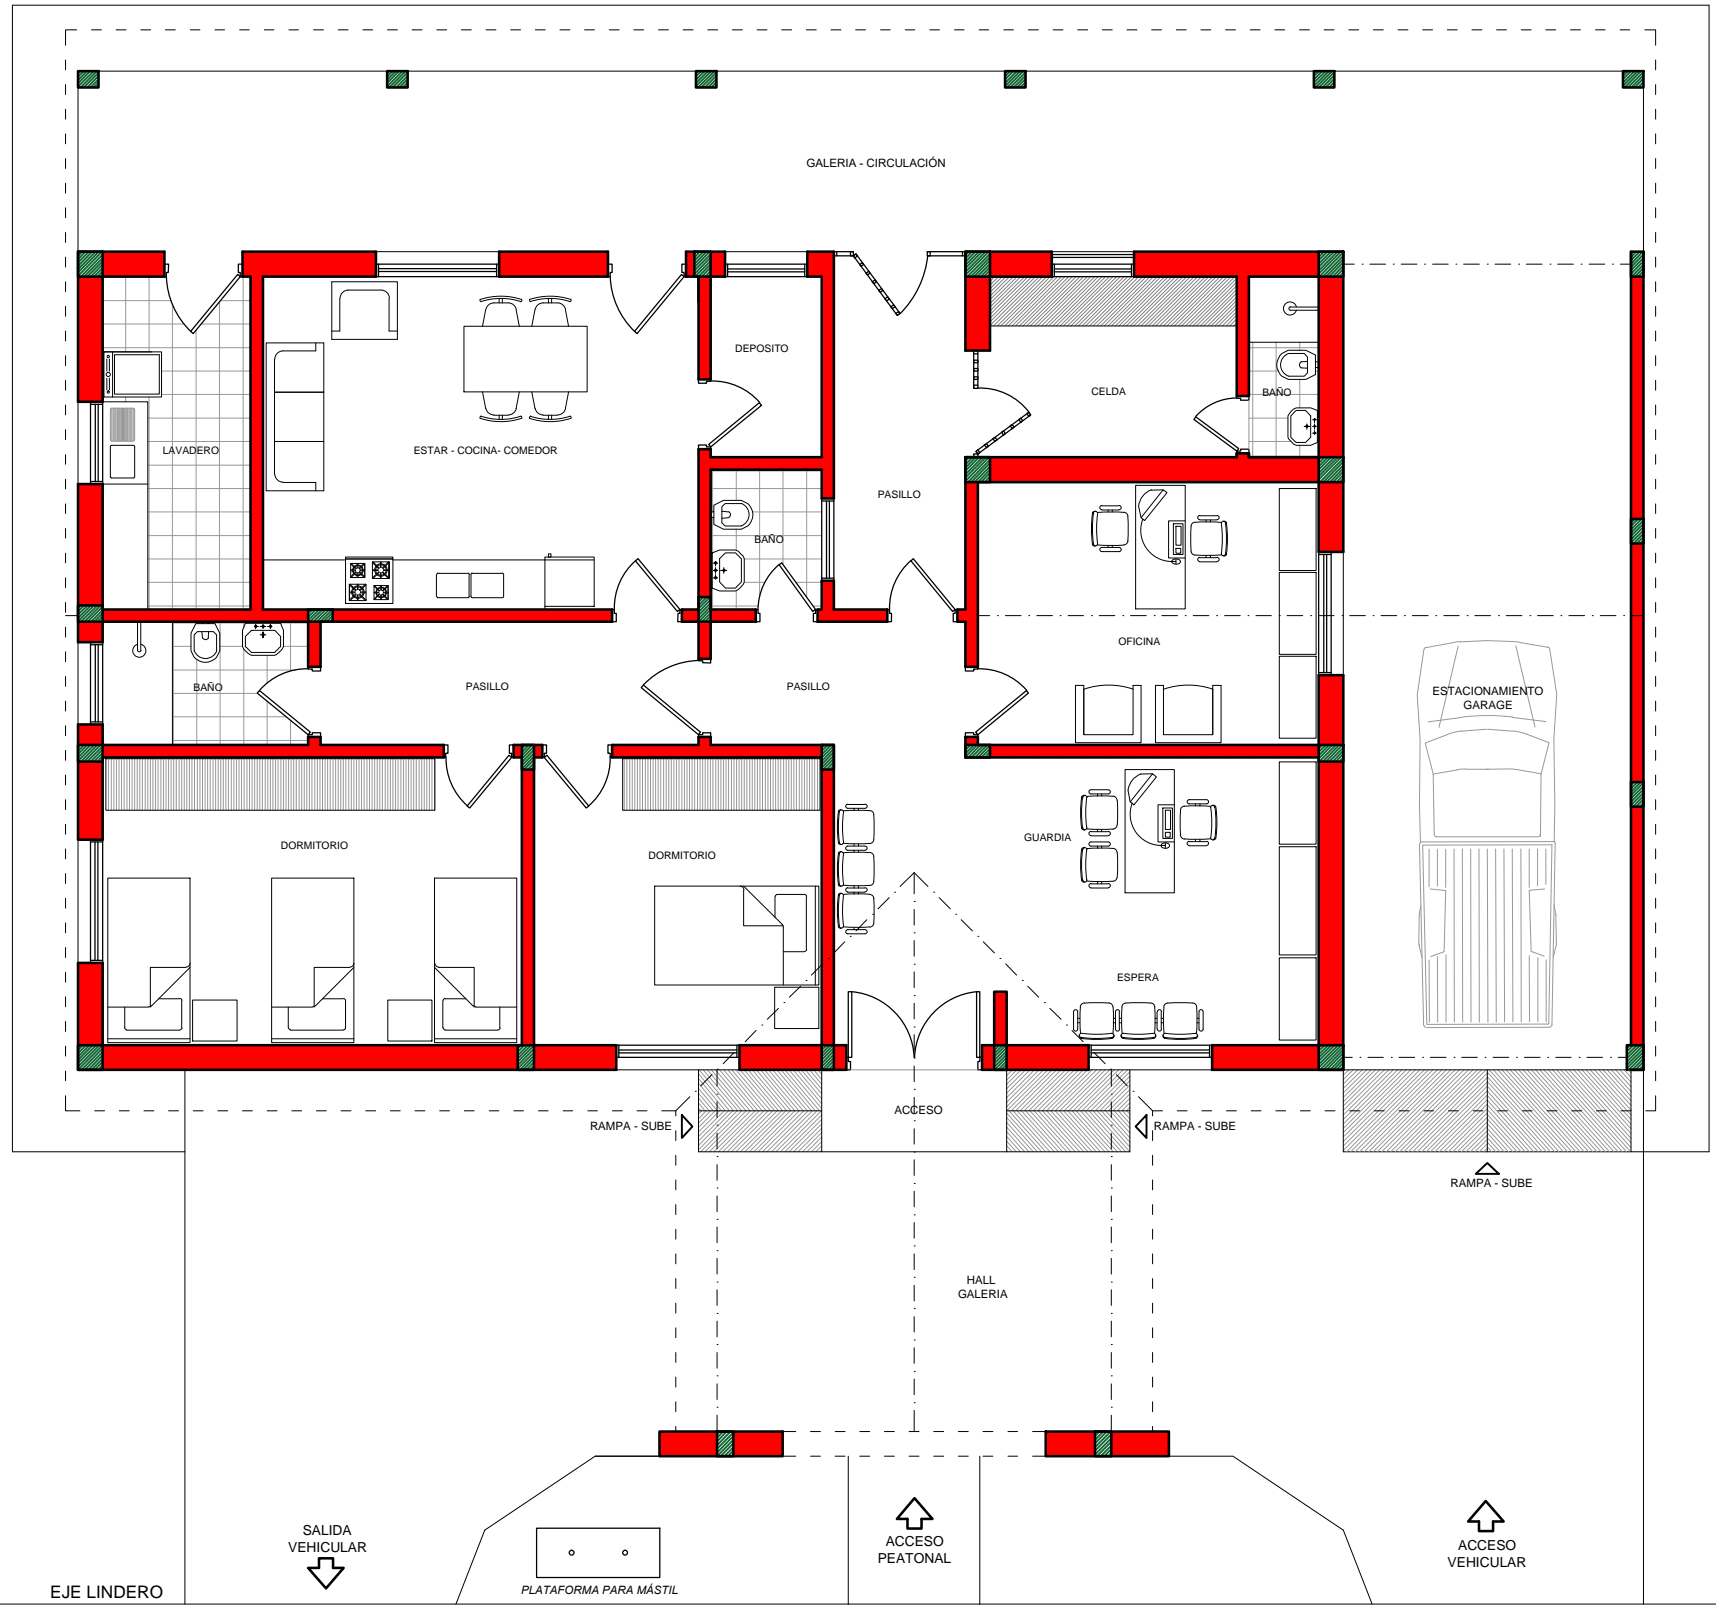 GALERIA - CIRCULACIÓN
DEPOSITO
CELDA
BAÑO
LAVADERO
ESTAR - COCINA- COMEDOR
PASILLO
BAÑO
OFICINA
BAÑO
PASILLO
PASILLO
ESTACIONAMIENTO
GARAGE
DORMITORIO
DORMITORIO
GUARDIA
ESPERA
ACCESO
RAMPA - SUBE
RAMPA - SUBE
RAMPA - SUBE
HALL
GALERIA
SALIDA
VEHICULAR
ACCESO
PEATONAL
ACCESO
VEHICULAR
PLATAFORMA PARA MÁSTIL
EJE LINDERO